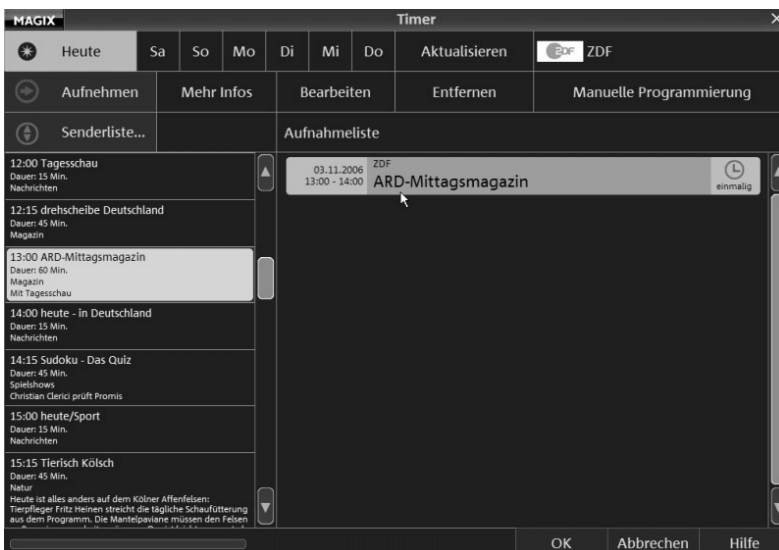 MAGIX
Timer
Heute Sa So Mo Di Mi Do Aktualisieren ZDF ZDF
Aufnehmen Mehr Infos Bearbeiten Entfernen Manuelle Programmierung
Senderliste... Aufnahmeliste
12:00 Tagesschau
Dauer: 15 Min.
Nachrichten
12:15 drehscheibe Deutschland
Dauer: 45 Min.
Magazin
13:00 ARD-Mittagsmagazin
Dauer: 60 Min.
Magazin
Mit Tagesschau
14:00 heute - in Deutschland
Dauer: 15 Min.
Nachrichten
14:15 Sudoku - Das Quiz
Dauer: 45 Min.
Spielshows
Christian Clerici prüft Promis
15:00 heute/Sport
Dauer: 15 Min.
Nachrichten
15:15 Tierisch Kölsch
Dauer: 45 Min.
Natur
Heute ist alles anders auf dem Kölner Affenfelsen:
Tierpfleger Fritz Heinen streicht die tägliche Schaufütterung
aus dem Programm. Die Mantelpaviane müssen den Felsen
03.11.2006
13:00 - 14:00
ZDF
ARD-Mittagsmagazin
einmalig
OK Abbrechen Hilfe